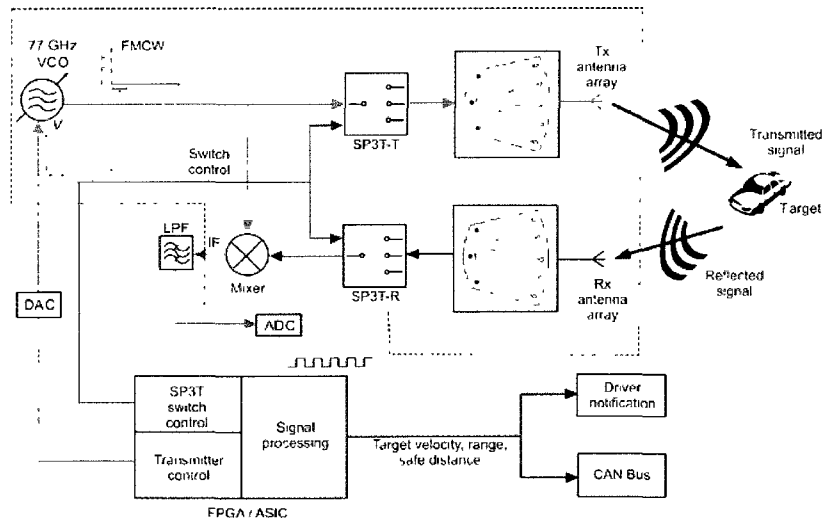 77 GHz
VCO
FMCW
V
Tx
antenna
array
SP3T-T
Transmitted
signal
Target
Switch
control
LPF
IF
Mixer
SP3T-R
Rx
antenna
array
Reflected
signal
DAC
ADC
SP3T
switch
control
Signal
processing
Transmitter
control
FPGA / ASIC
Target velocity, range,
safe distance
Driver
notification
CAN Bus